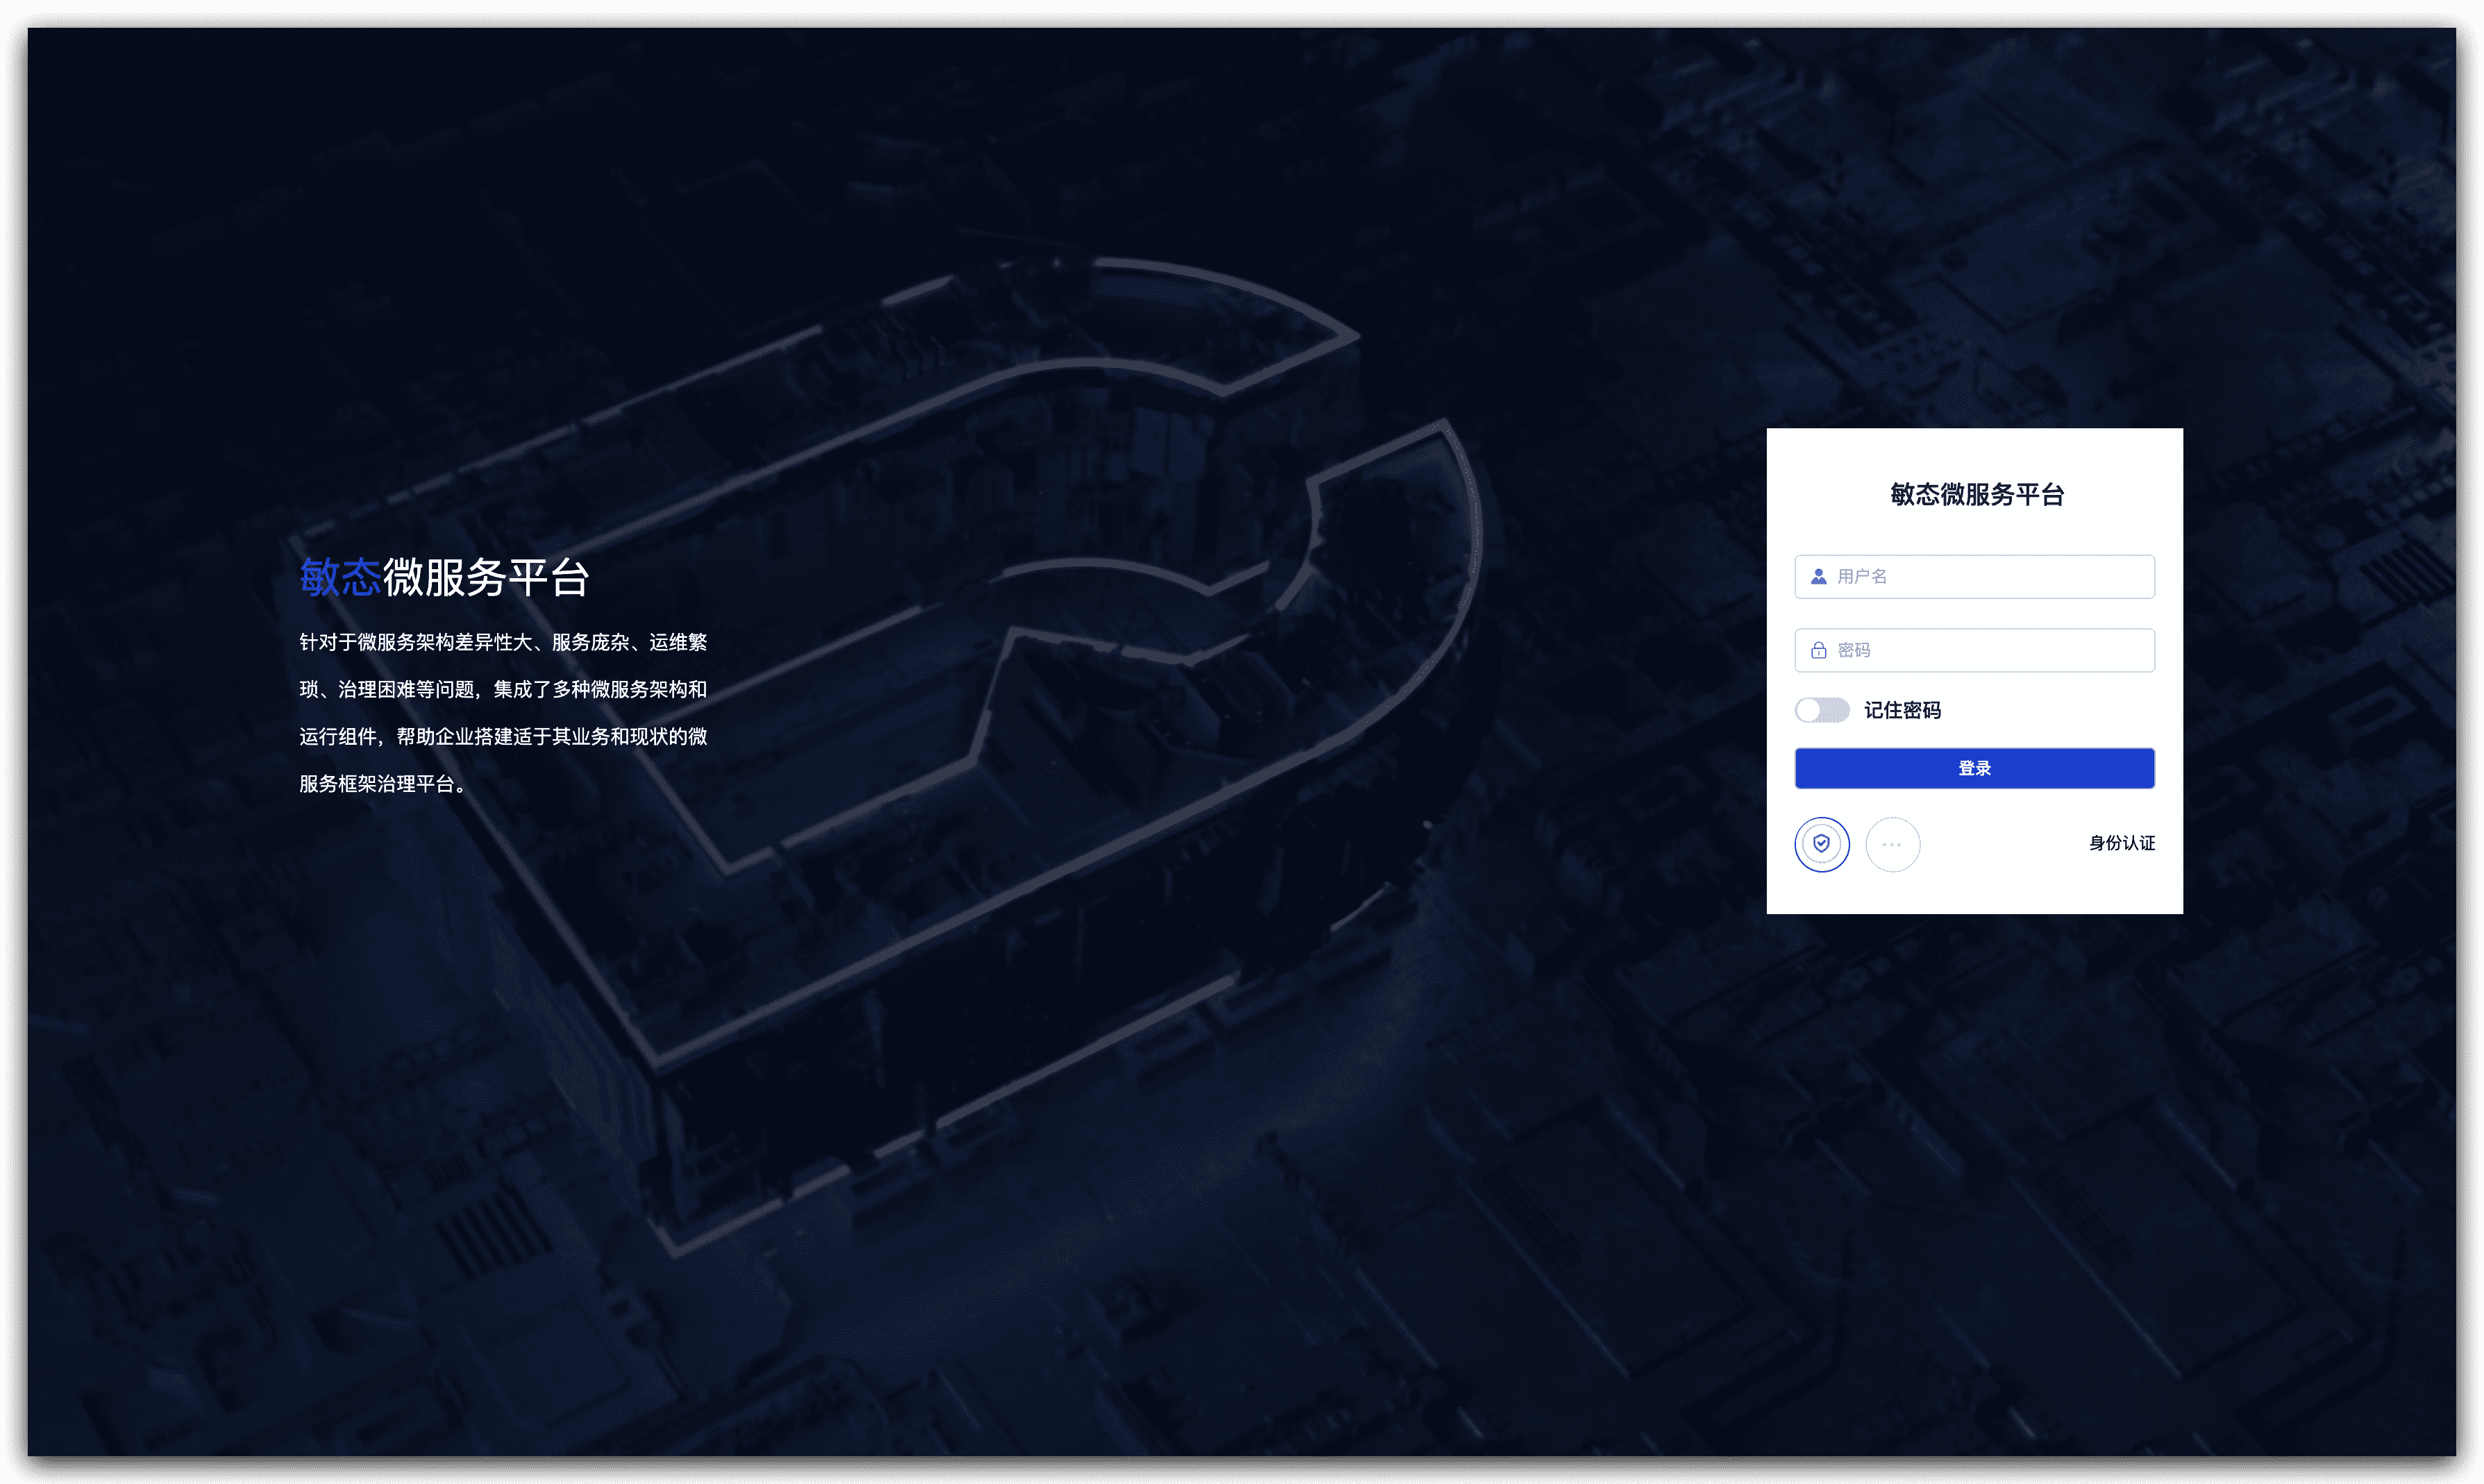 敏态微服务平台
针对于微服务架构差异性大、服务庞杂、运维繁
琐、治理困难等问题，集成了多种微服务架构和
运行组件，帮助企业搭建适于其业务和现状的微
服务框架治理平台。
敏态微服务平台
用户名
密码
记住密码
登录
身份认证